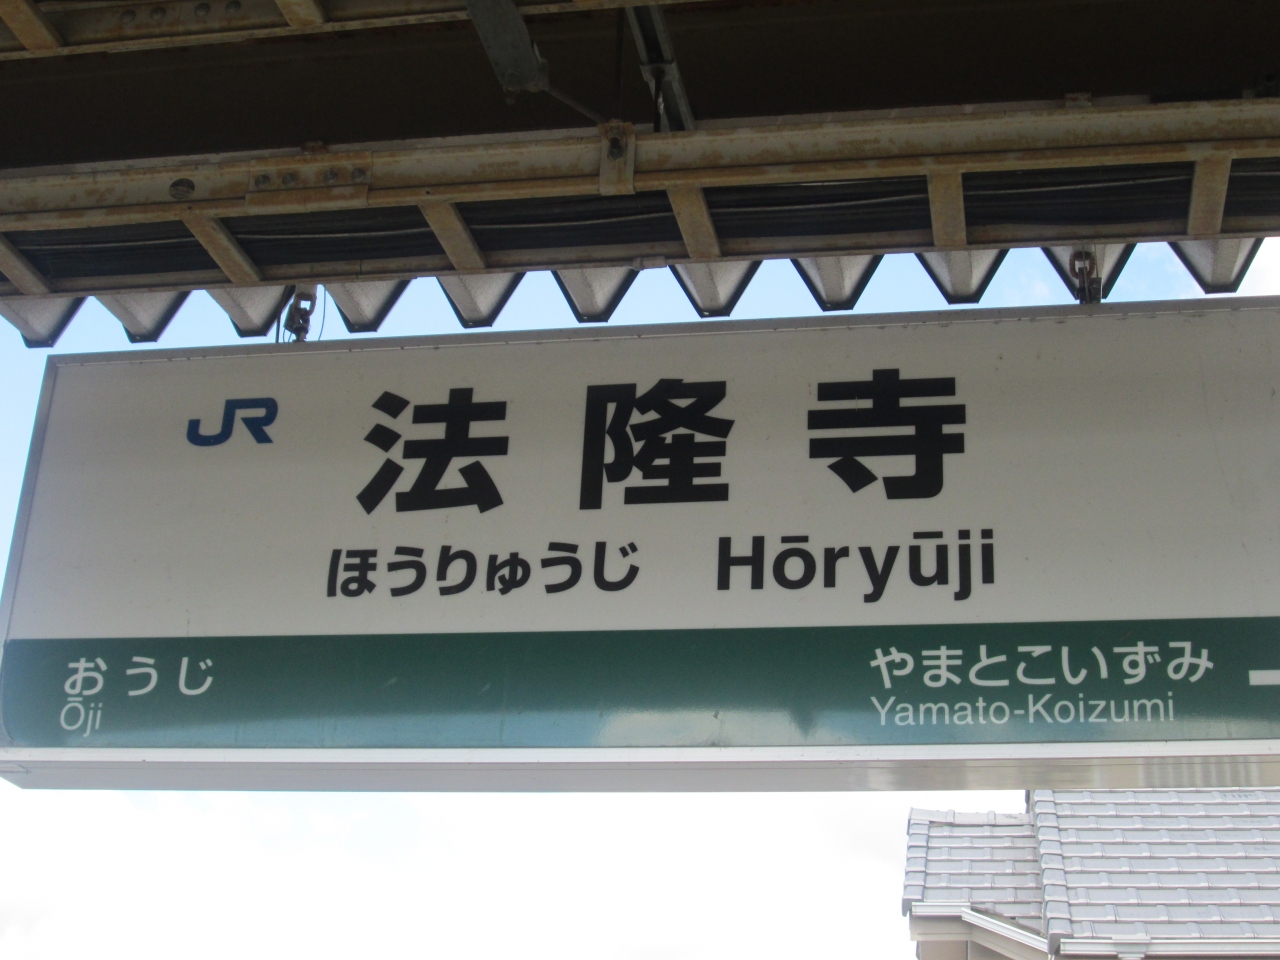 JR 法隆寺
ほうりゅうじ Hōryūji
おうじ やまとこいずみ
Ōji Yamato-Koizumi